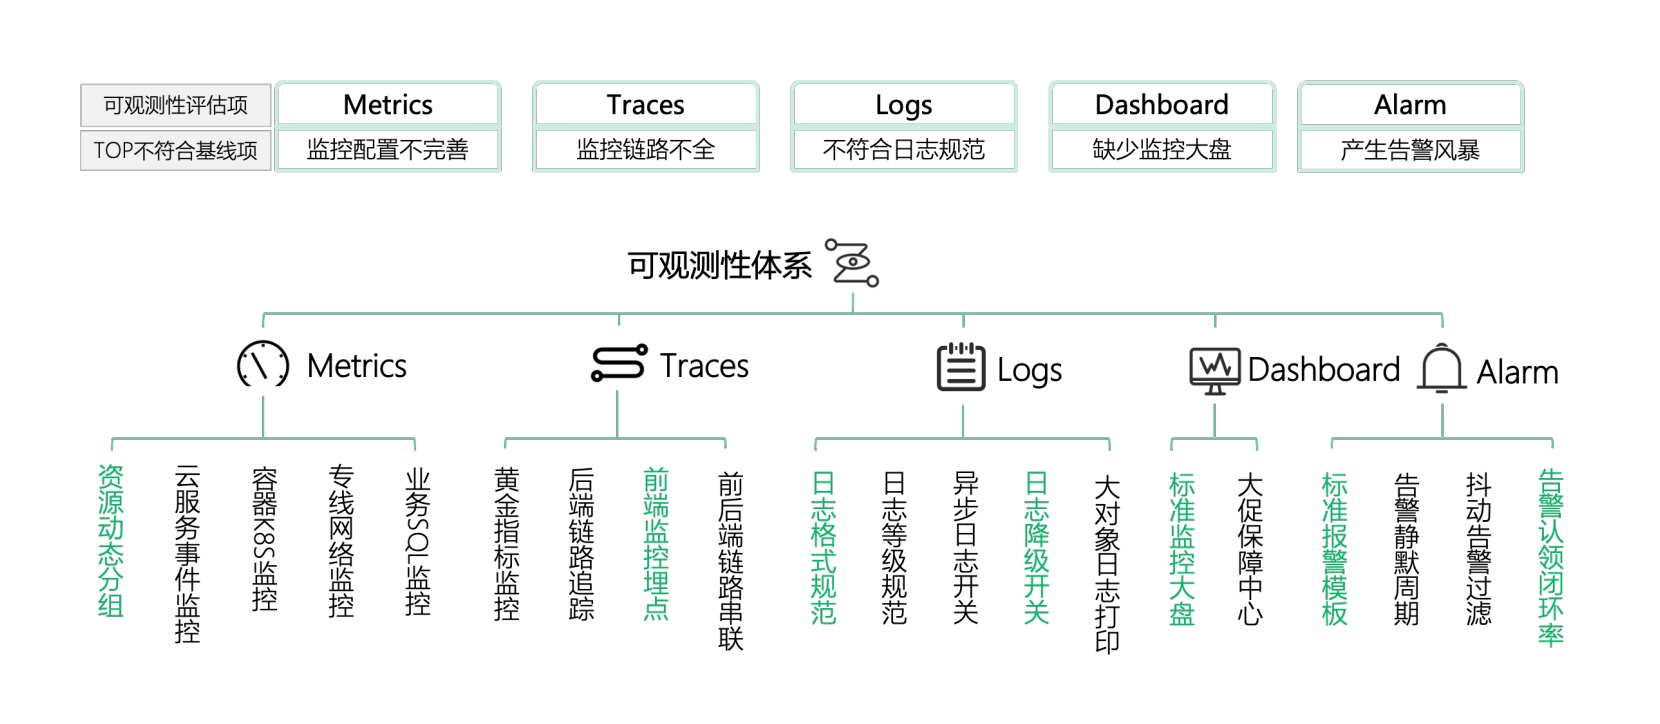 可观测性评估项
Metrics
Traces
Logs
Dashboard
Alarm
TOP不符合基线项
监控配置不完善
监控链路不全
不符合日志规范
缺少监控大盘
产生告警风暴
可观测性体系
Metrics
Traces
Logs
Dashboard
Alarm
资源动态分组
云服务事件监控
容器K8S监控
专线网络监控
业务SQL监控
黄金指标监控
后端链路追踪
前端监控埋点
前后端链路串联
日志格式规范
日志等级规范
异步日志开关
日志降级开关
大对象日志打印
标准监控大盘
大促保障中心
标准报警模板
告警静默周期
抖动告警过滤
告警认领闭环率